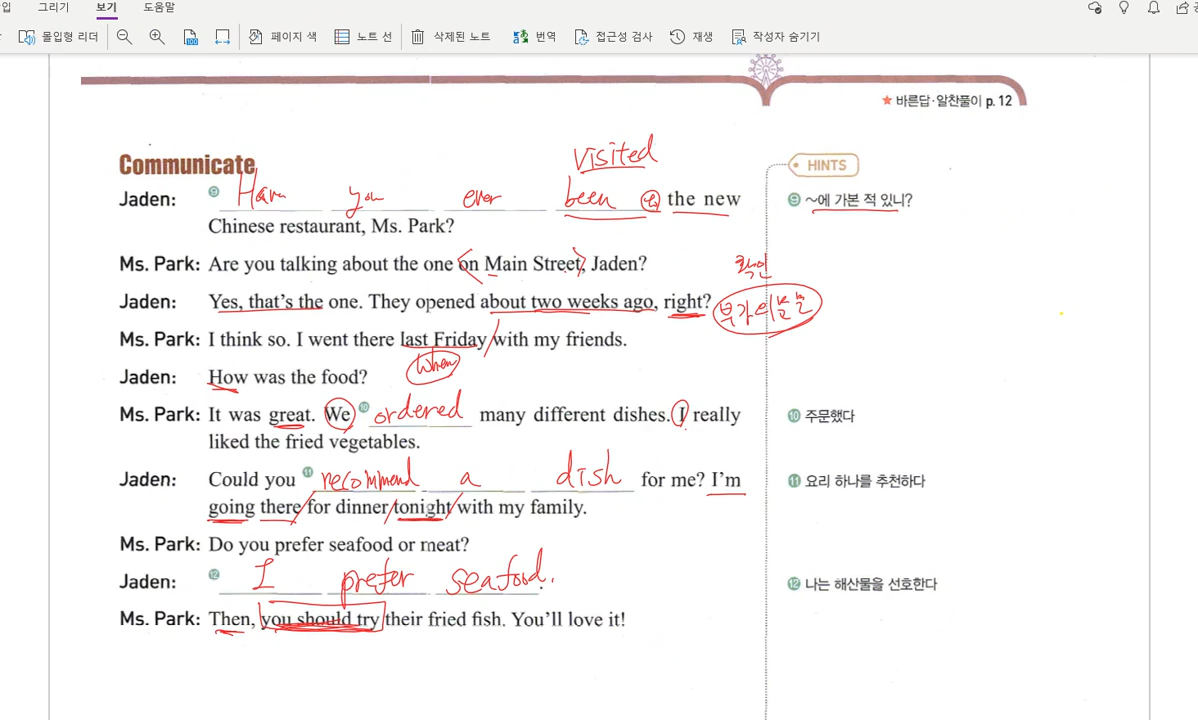 그리기 보기 도움말
몰입형 리더 페이지 색 노트 선 삭제된 노트 번역 접근성 검사 재생 작성자 숨기기
★ 바른답·알찬풀이 p. 12
Communicate
HINTS
visited
Jaden: ⑨ Have you ever been to the new
⑨ ~에 가본 적 있니?
Chinese restaurant, Ms. Park?
Ms. Park: Are you talking about the one on Main Street, Jaden?
확인
Jaden: Yes, that's the one. They opened about two weeks ago, right?
부가의문문
Ms. Park: I think so. I went there last Friday with my friends.
when
Jaden: How was the food?
Ms. Park: It was great. We ⑩ ordered many different dishes. I really
⑩ 주문했다
liked the fried vegetables.
Jaden: Could you ⑪ recommend a dish for me? I'm
⑪ 요리 하나를 추천하다
going there for dinner tonight with my family.
Ms. Park: Do you prefer seafood or meat?
Jaden: ⑫ I prefer seafood.
⑫ 나는 해산물을 선호한다
Ms. Park: Then, you should try their fried fish. You'll love it!